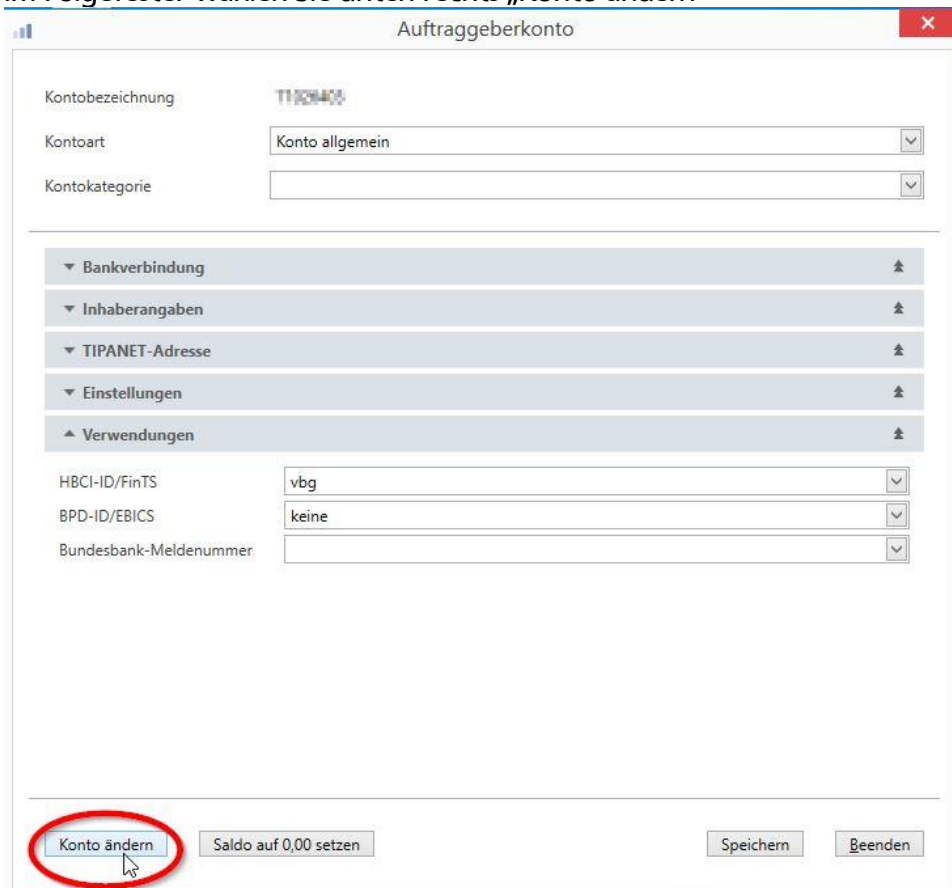 Auftraggeberkonto
Kontobezeichnung
Kontoart Konto allgemein
Kontokategorie
Bankverbindung
Inhaberangaben
TIPANET-Adresse
Einstellungen
Verwendungen
HBCI-ID/FinTS vbg
BPD-ID/EBICS keine
Bundesbank-Meldenummer
Konto ändern Saldo auf 0,00 setzen Speichern Beenden